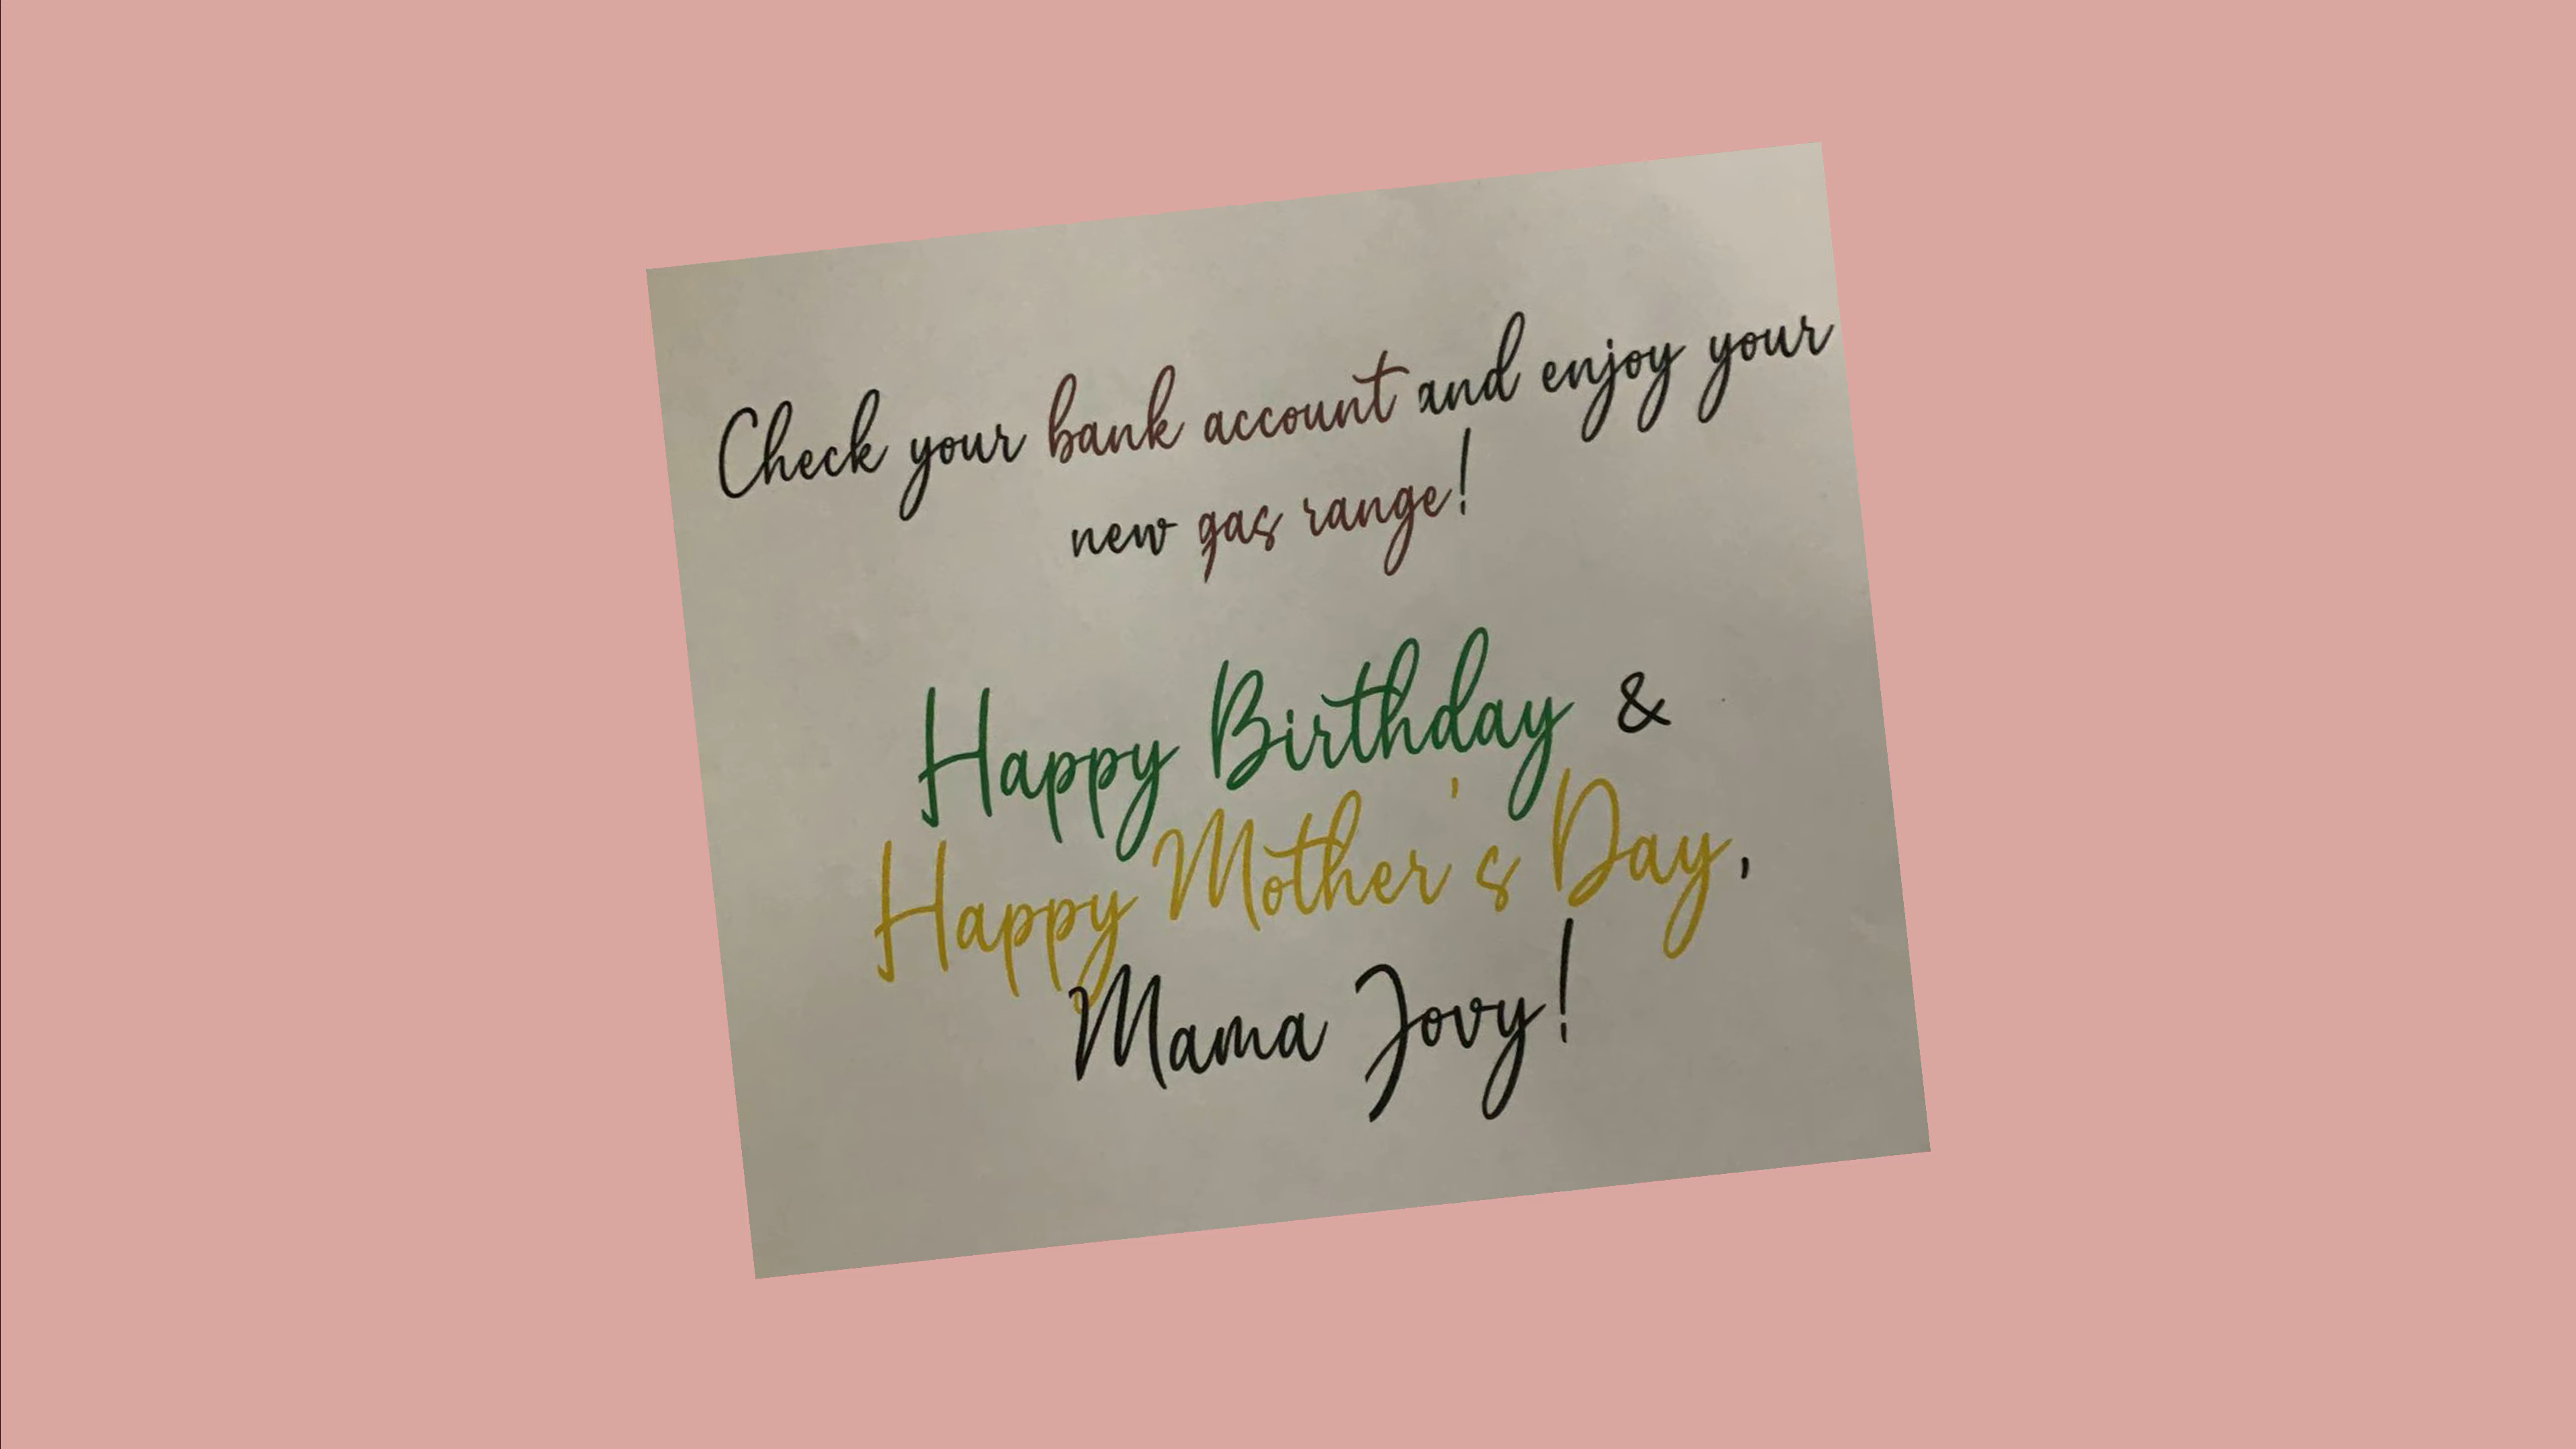 Check your bank account and enjoy your
new gas range!
Happy Birthday &
Happy Mother's Day,
Mama Jovy!